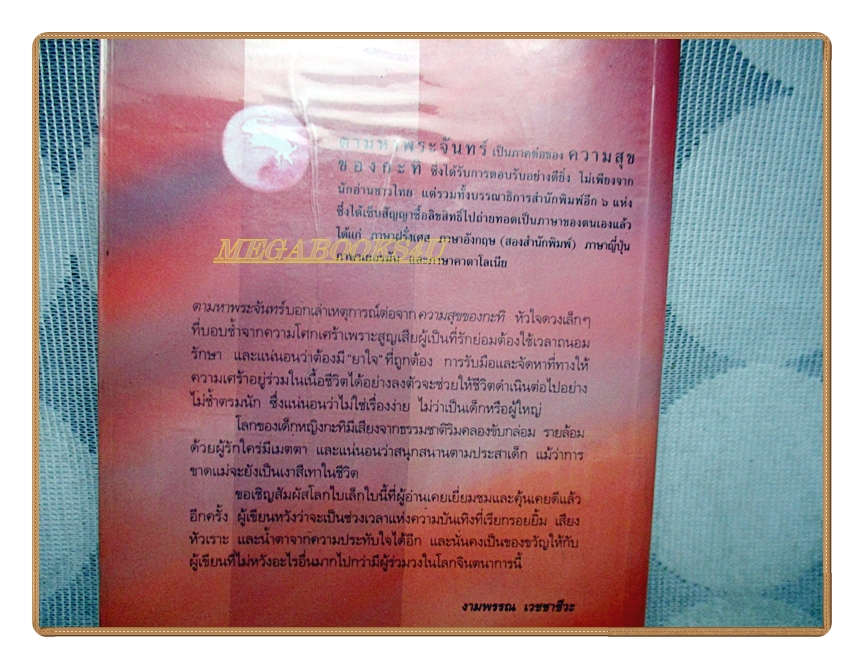 ตามหาพระจันทร์ เป็นภาคต่อของ ความสุข
ของกะทิ ซึ่งได้รับการตอบรับอย่างดียิ่ง ไม่เพียงจาก
นักอ่านชาวไทย แต่รวมทั้งบรรณาธิการสำนักพิมพ์อีก ๖ แห่ง
ซึ่งได้เซ็นสัญญาซื้อลิขสิทธิ์ไปถ่ายทอดเป็นภาษาของตนเองแล้ว
ได้แก่ ภาษาฝรั่งเศส ภาษาอังกฤษ (สองสำนักพิมพ์) ภาษาญี่ปุ่น
MEGABOOKS4U
ภาษาเยอรมัน และภาษาคาตาโลเนีย
ตามหาพระจันทร์บอกเล่าเหตุการณ์ต่อจากความสุขของกะทิ หัวใจดวงเล็กๆ
ที่บอบช้ำจากความโศกเศร้าเพราะสูญเสียผู้เป็นที่รักย่อมต้องใช้เวลาถนอม
รักษา และแน่นอนว่าต้องมี "ยาใจ" ที่ถูกต้อง การรับมือและจัดหาที่ทางให้
ความเศร้าอยู่ร่วมในเนื้อชีวิตได้อย่างลงตัวจะช่วยให้ชีวิตดำเนินต่อไปอย่าง
ไม่ช้ำตรมนัก ซึ่งแน่นอนว่าไม่ใช่เรื่องง่าย ไม่ว่าเป็นเด็กหรือผู้ใหญ่
โลกของเด็กหญิงกะทิมีเสียงจากธรรมชาติริมคลองขับกล่อม รายล้อม
ด้วยผู้รักใคร่มีเมตตา และแน่นอนว่าสนุกสนานตามประสาเด็ก แม้ว่าการ
ขาดแม่จะยังเป็นเงาสีเทาในชีวิต
ขอเชิญสัมผัสโลกใบเล็กใบนี้ที่ผู้อ่านเคยเยี่ยมชมและคุ้นเคยดีแล้ว
อีกครั้ง ผู้เขียนหวังว่าจะเป็นช่วงเวลาแห่งความบันเทิงที่เรียกรอยยิ้ม เสียง
หัวเราะ และน้ำตาจากความประทับใจได้อีก และนั่นคงเป็นของขวัญให้กับ
ผู้เขียนที่ไม่หวังอะไรอื่นมากไปกว่ามีผู้ร่วมวงในโลกจินตนาการนี้
งามพรรณ เวชชาชีวะ